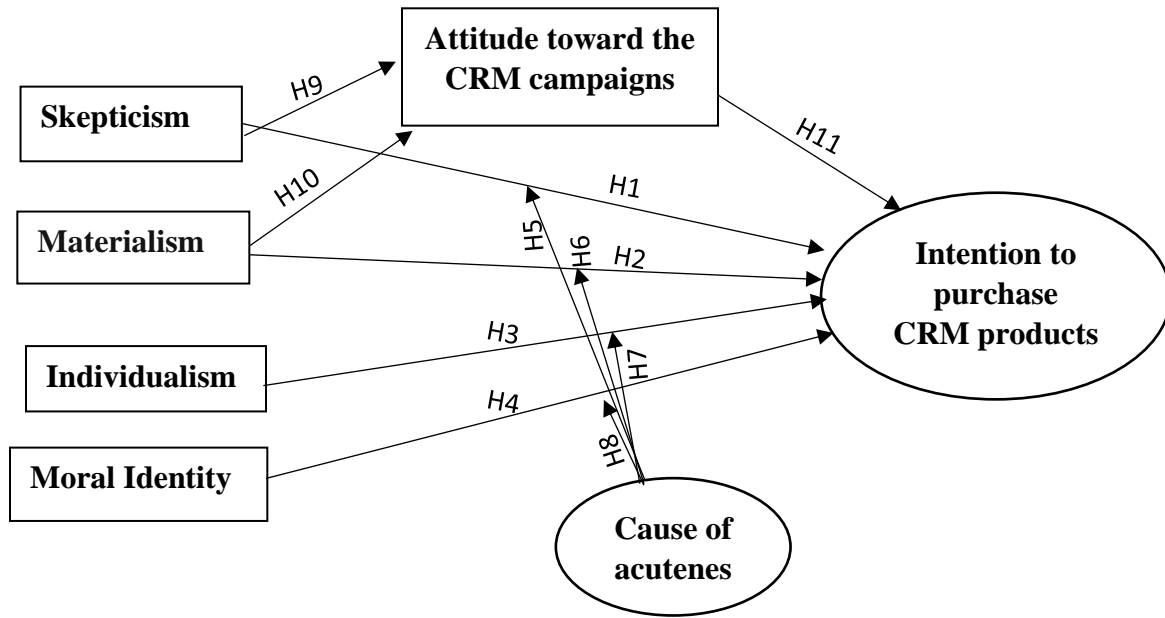 Attitude toward the
CRM campaigns
H9
Skepticism
H11
H10
H1
Materialism
H5
H6
H2
Intention to
purchase
CRM products
H3
H7
Individualism
H4
H8
Moral Identity
Cause of
acutenes